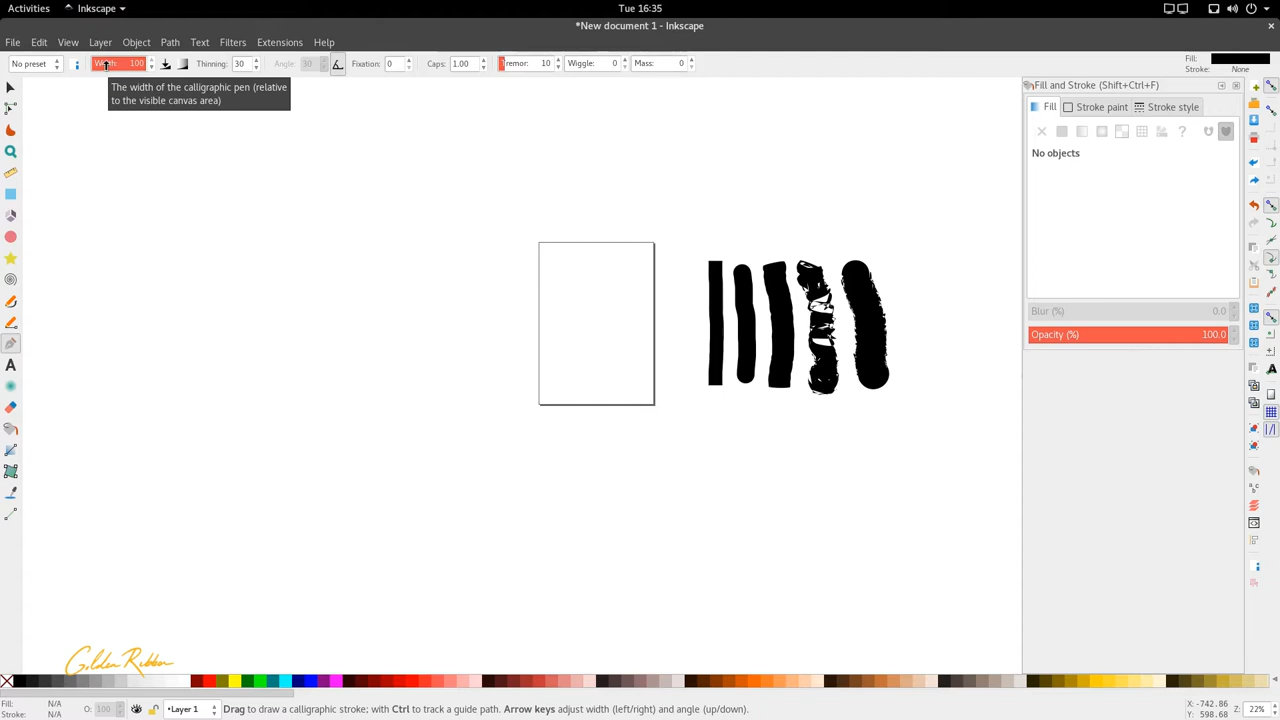 Activities Inkscape Tue 16:35
*New document 1 - Inkscape
File Edit View Layer Object Path Text Filters Extensions Help
No preset Width: 100 Thinning: 30 Angle: 30 Fixation: 0 Caps: 1.00 Tremor: 10 Wiggle: 0 Mass: 0 Fill:
Stroke: None
The width of the calligraphic pen (relative
to the visible canvas area)
Fill and Stroke (Shift+Ctrl+F)
Fill Stroke paint Stroke style
No objects
Blur (%) 0.0
Opacity (%) 100.0
Golden Ribbon
Fill: N/A
Stroke: N/A
O: 100 •Layer 1 Drag to draw a calligraphic stroke; with Ctrl to track a guide path. Arrow keys adjust width (left/right) and angle (up/down).
X: -742.86
Y: 598.68
Z: 22%